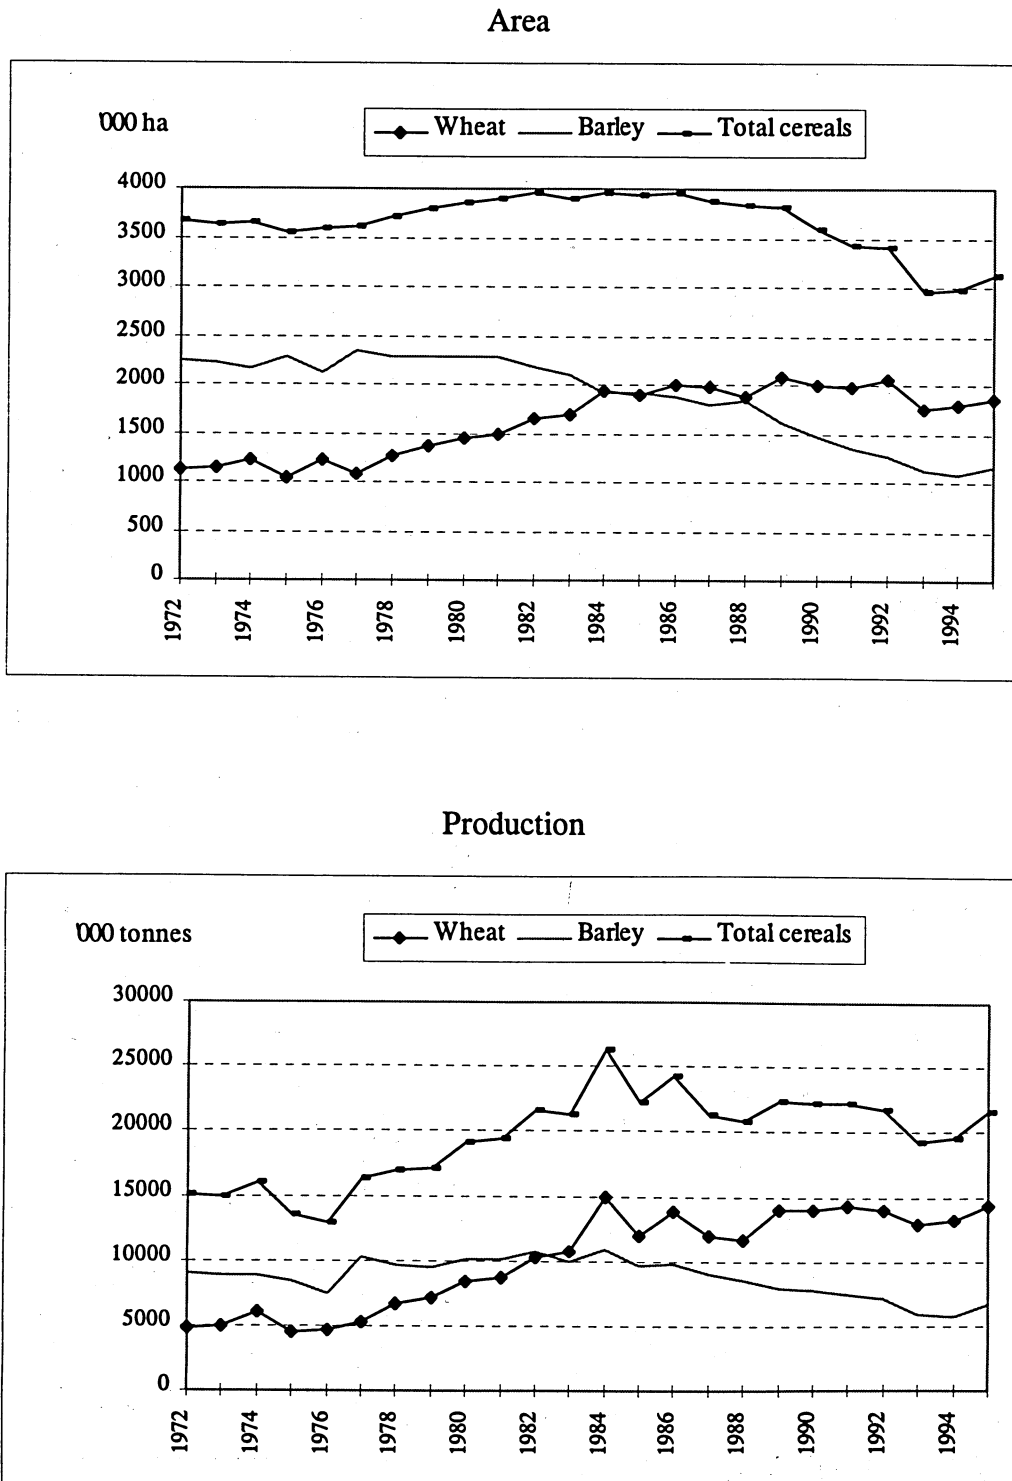 Area
'000 ha
Wheat Barley Total cereals
4000
3500
3000
2500
2000
1500
1000
500
0
1972 1974 1976 1978 1980 1982 1984 1986 1988 1990 1992 1994
Production
'000 tonnes
Wheat Barley Total cereals
30000
25000
20000
15000
10000
5000
0
1972 1974 1976 1978 1980 1982 1984 1986 1988 1990 1992 1994